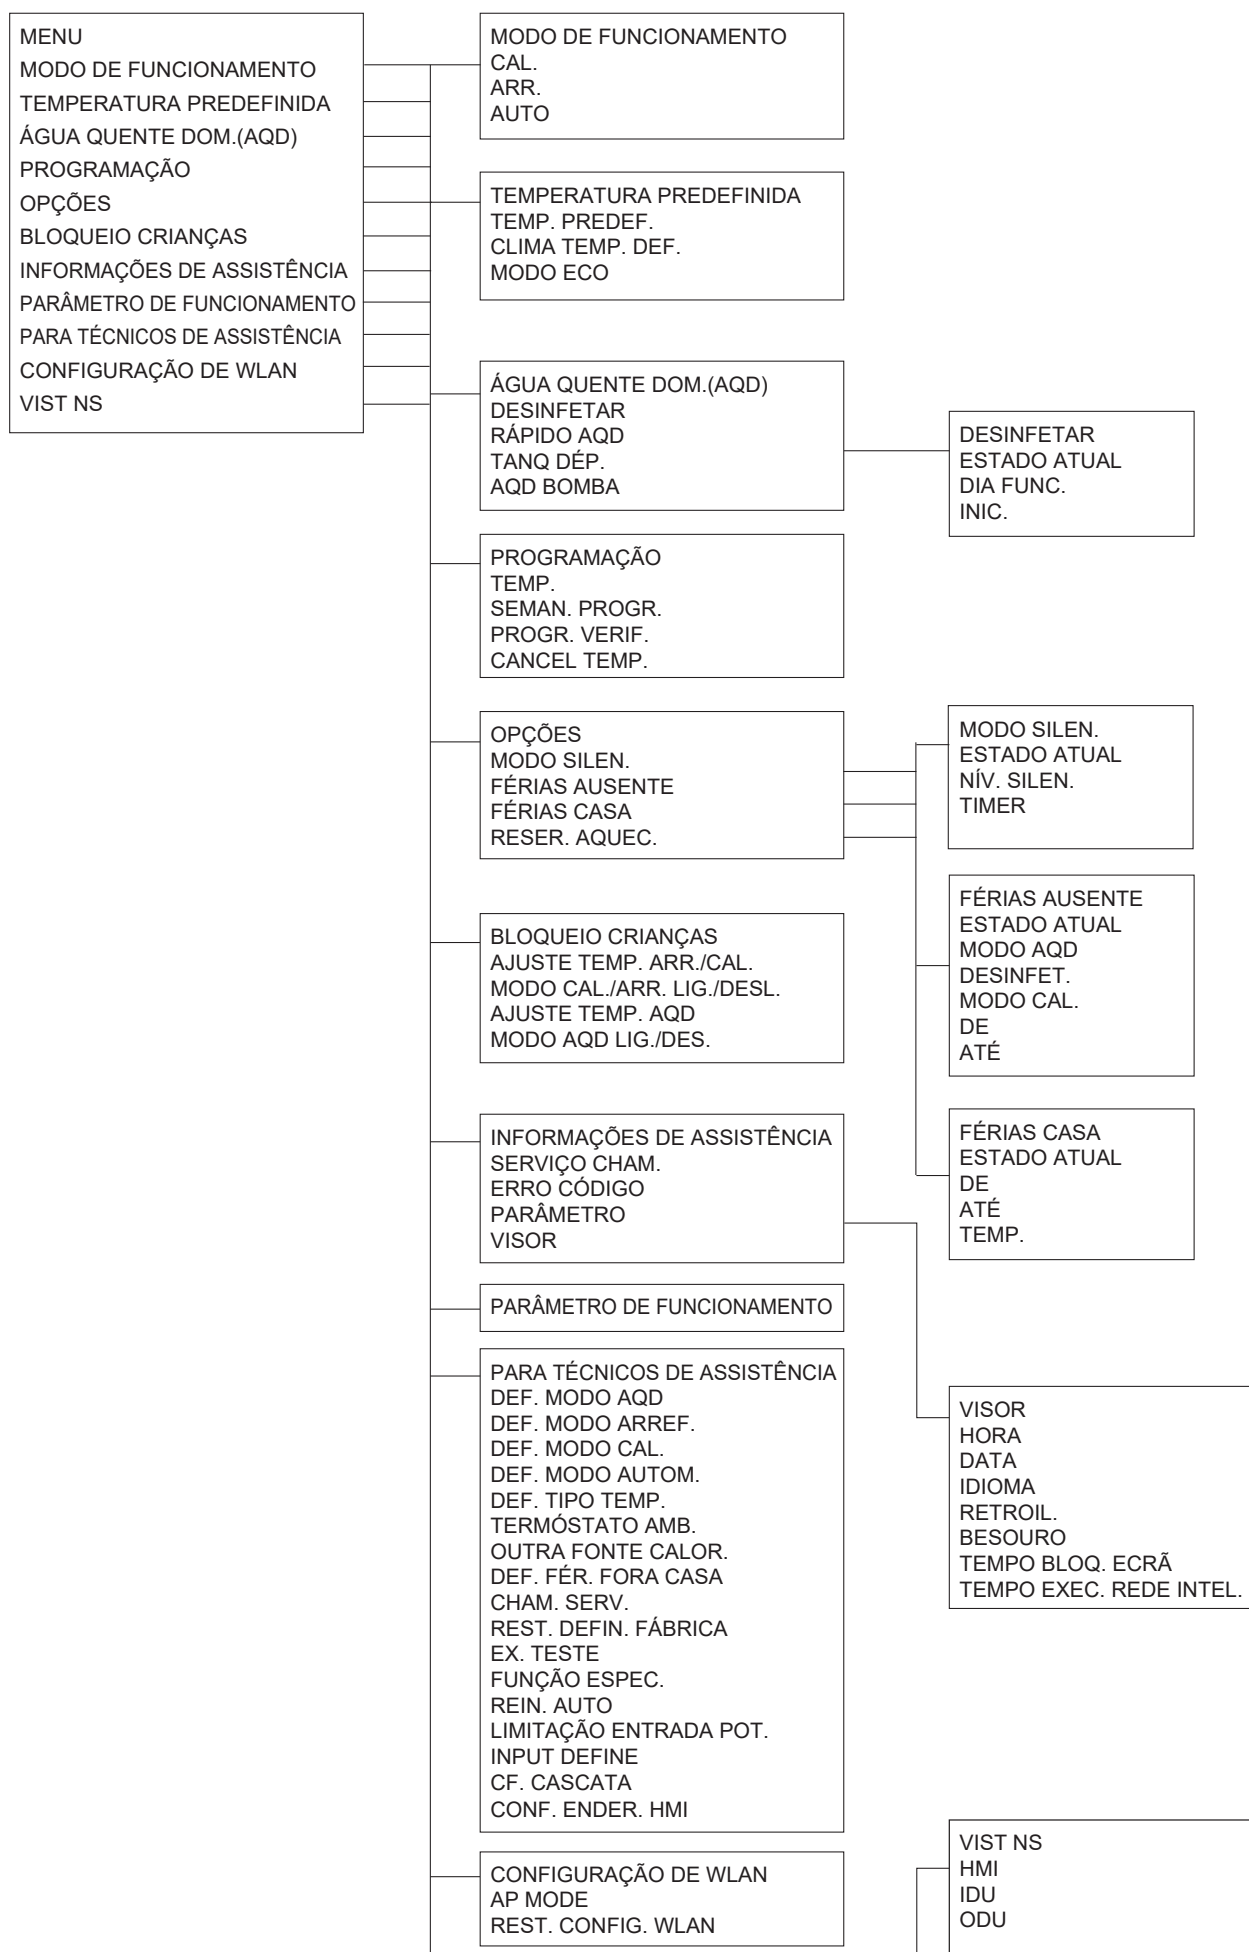 MENU
MODO DE FUNCIONAMENTO
TEMPERATURA PREDEFINIDA
ÁGUA QUENTE DOM.(AQD)
PROGRAMAÇÃO
OPÇÕES
BLOQUEIO CRIANÇAS
INFORMAÇÕES DE ASSISTÊNCIA
PARÂMETRO DE FUNCIONAMENTO
PARA TÉCNICOS DE ASSISTÊNCIA
CONFIGURAÇÃO DE WLAN
VIST NS
MODO DE FUNCIONAMENTO
CAL.
ARR.
AUTO
TEMPERATURA PREDEFINIDA
TEMP. PREDEF.
CLIMA TEMP. DEF.
MODO ECO
ÁGUA QUENTE DOM.(AQD)
DESINFETAR
RÁPIDO AQD
TANQ DÉP.
AQD BOMBA
DESINFETAR
ESTADO ATUAL
DIA FUNC.
INIC.
PROGRAMAÇÃO
TEMP.
SEMAN. PROGR.
PROGR. VERIF.
CANCEL TEMP.
OPÇÕES
MODO SILEN.
FÉRIAS AUSENTE
FÉRIAS CASA
RESER. AQUEC.
MODO SILEN.
ESTADO ATUAL
NÍV. SILEN.
TIMER
FÉRIAS AUSENTE
ESTADO ATUAL
MODO AQD
DESINFET.
MODO CAL.
DE
ATÉ
BLOQUEIO CRIANÇAS
AJUSTE TEMP. ARR./CAL.
MODO CAL./ARR. LIG./DESL.
AJUSTE TEMP. AQD
MODO AQD LIG./DES.
FÉRIAS CASA
ESTADO ATUAL
DE
ATÉ
TEMP.
INFORMAÇÕES DE ASSISTÊNCIA
SERVIÇO CHAM.
ERRO CÓDIGO
PARÂMETRO
VISOR
PARÂMETRO DE FUNCIONAMENTO
PARA TÉCNICOS DE ASSISTÊNCIA
DEF. MODO AQD
DEF. MODO ARREF.
DEF. MODO CAL.
DEF. MODO AUTOM.
DEF. TIPO TEMP.
TERMÓSTATO AMB.
OUTRA FONTE CALOR.
DEF. FÉR. FORA CASA
CHAM. SERV.
REST. DEFIN. FÁBRICA
EX. TESTE
FUNÇÃO ESPEC.
REIN. AUTO
LIMITAÇÃO ENTRADA POT.
INPUT DEFINE
CF. CASCATA
CONF. ENDER. HMI
VISOR
HORA
DATA
IDIOMA
RETROIL.
BESOURO
TEMPO BLOQ. ECRÃ
TEMPO EXEC. REDE INTEL.
CONFIGURAÇÃO DE WLAN
AP MODE
REST. CONFIG. WLAN
VIST NS
HMI
IDU
ODU